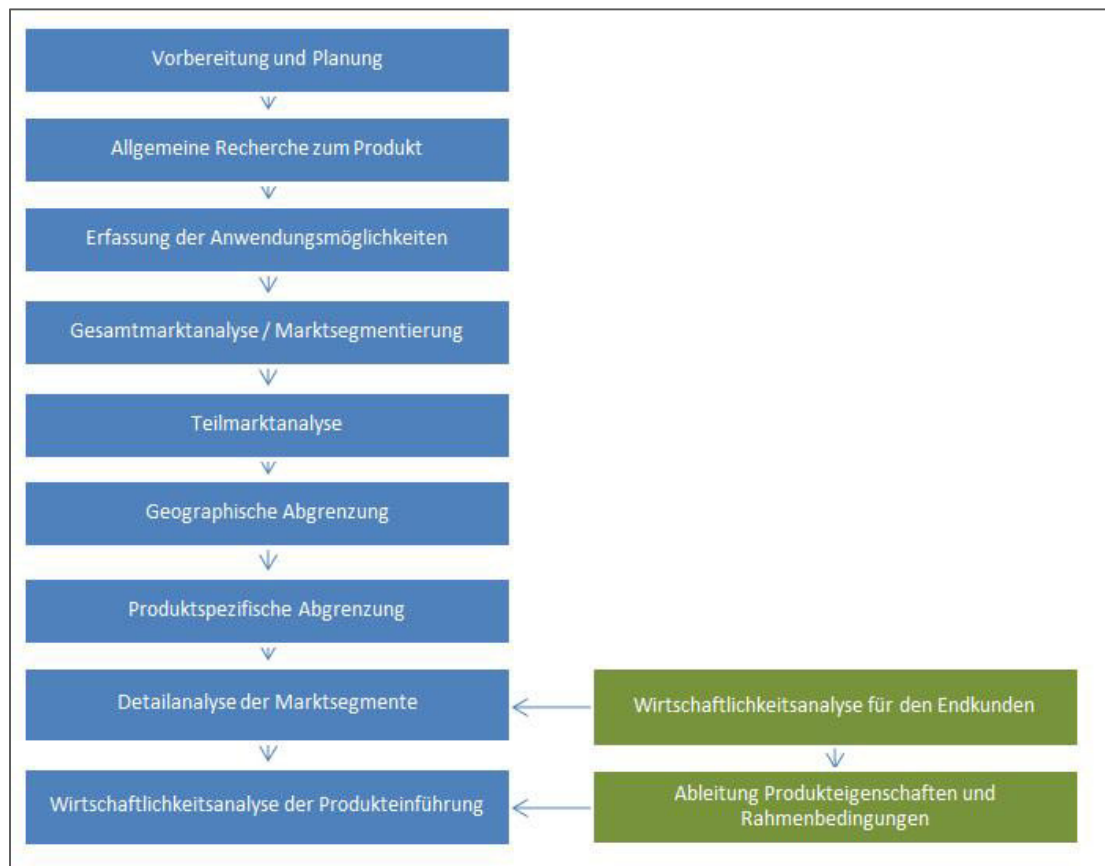 Vorbereitung und Planung
Allgemeine Recherche zum Produkt
Erfassung der Anwendungsmöglichkeiten
Gesamtmarktanalyse / Marktsegmentierung
Teilmarktanalyse
Geographische Abgrenzung
Produktspezifische Abgrenzung
Detailanalyse der Marktsegmente
Wirtschaftlichkeitsanalyse für den Endkunden
Wirtschaftlichkeitsanalyse der Produkteinführung
Ableitung Produkteigenschaften und
Rahmenbedingungen